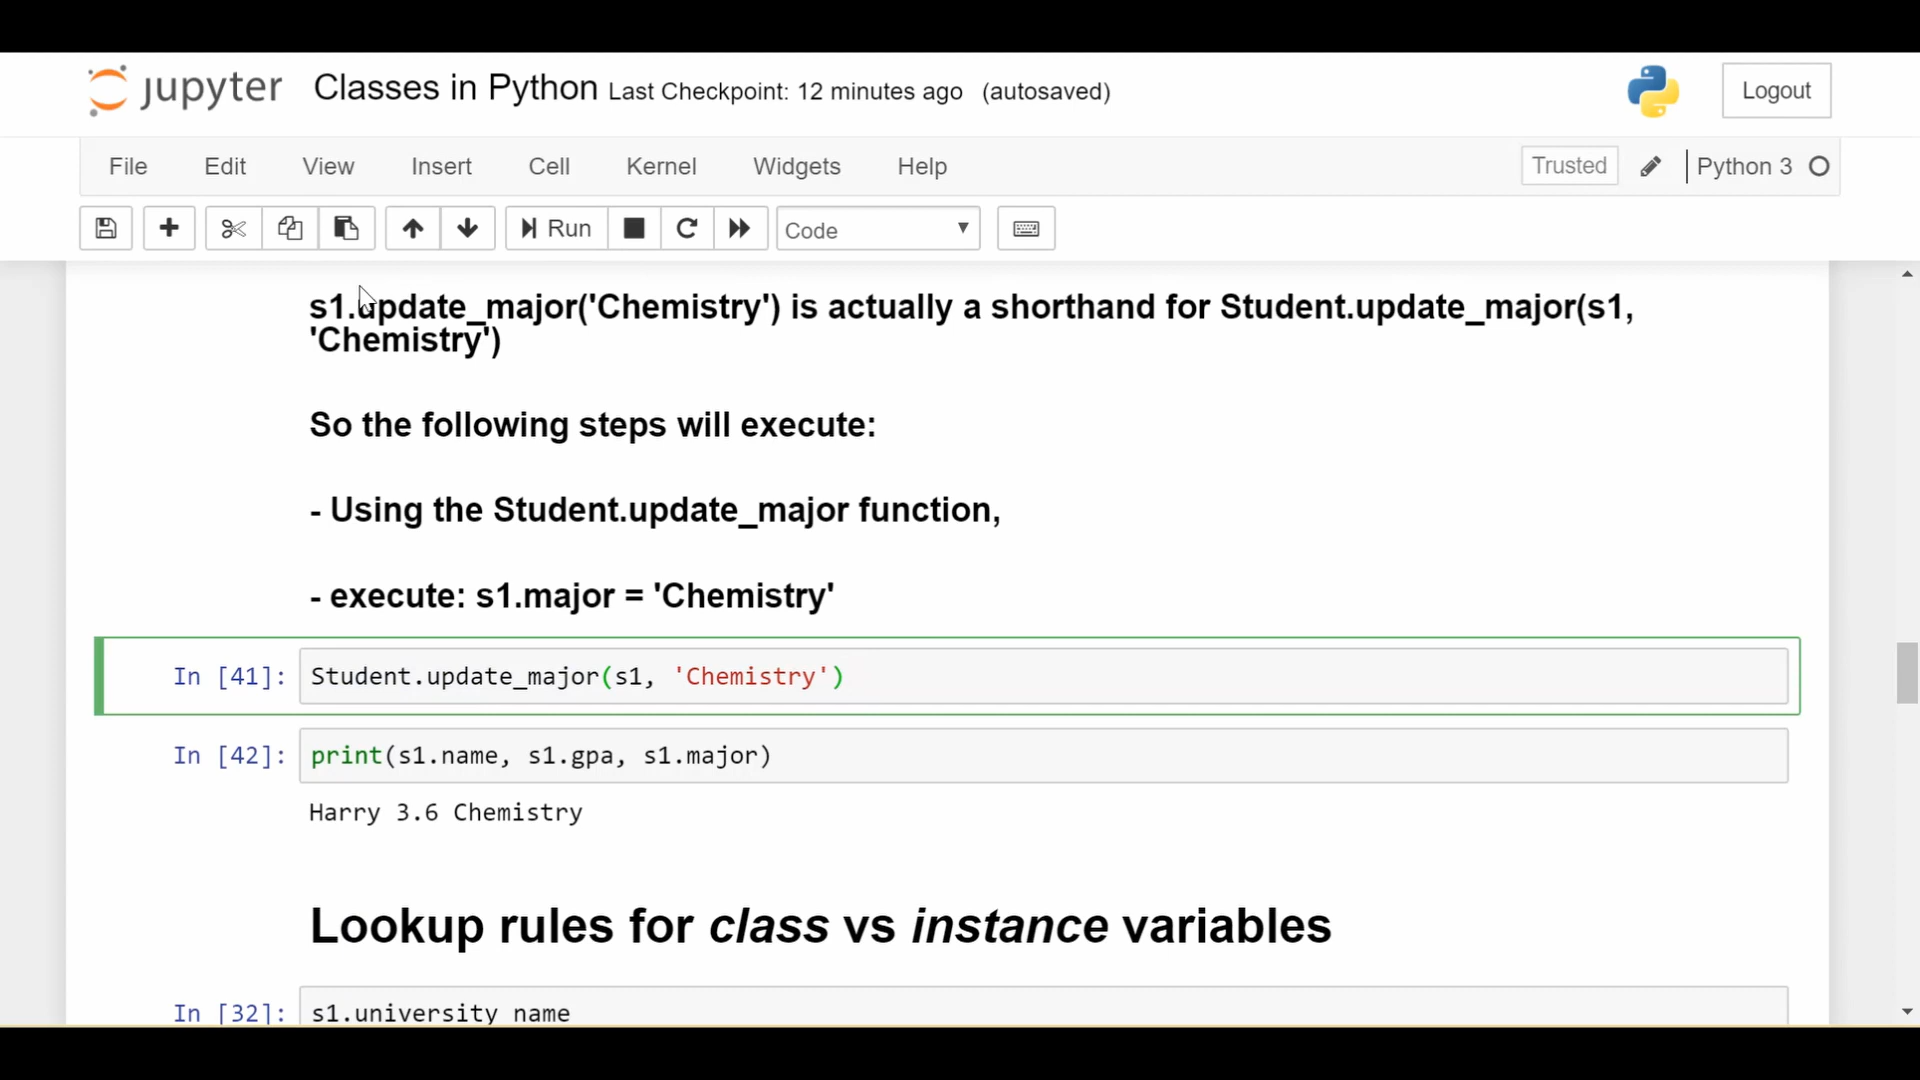 jupyter Classes in Python Last Checkpoint: 12 minutes ago (autosaved) Logout
File Edit View Insert Cell Kernel Widgets Help Trusted Python 3
Run Code
s1.update_major('Chemistry') is actually a shorthand for Student.update_major(s1,
'Chemistry')
So the following steps will execute:
- Using the Student.update_major function,
- execute: s1.major = 'Chemistry'
In [41]: Student.update_major(s1, 'Chemistry')
In [42]: print(s1.name, s1.gpa, s1.major)
Harry 3.6 Chemistry
Lookup rules for class vs instance variables
In [32]: s1.university_name